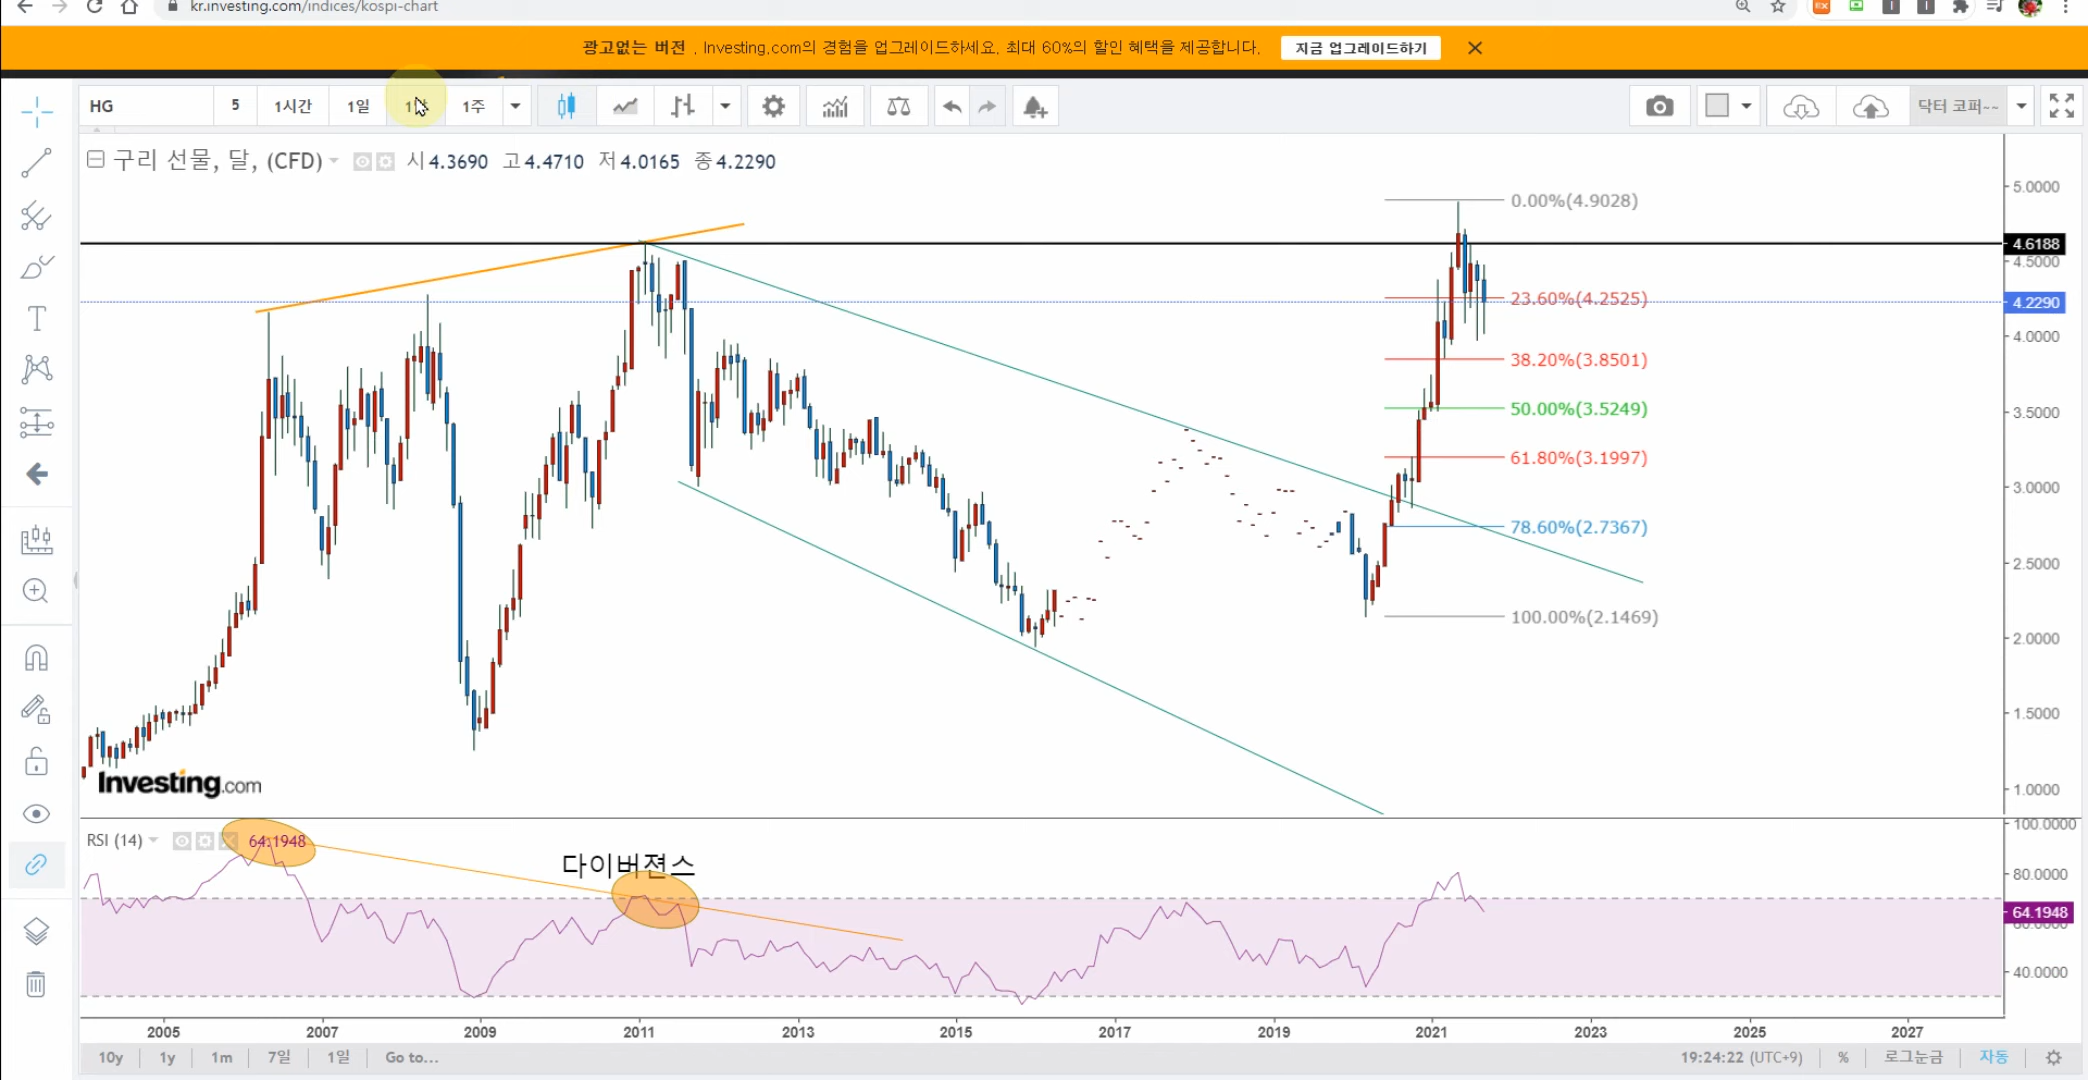 kr.investing.com/indices/kospi-chart
광고없는 버전 . Investing.com의 경험을 업그레이드하세요. 최대 60%의 할인 혜택을 제공합니다. 지금 업그레이드하기
HG 5 1시간 1일 1주 닥터 코퍼~~
구리 선물, 달, (CFD) 시4.3690 고4.4710 저4.0165 종4.2290
0.00%(4.9028)
23.60%(4.2525)
38.20%(3.8501)
50.00%(3.5249)
61.80%(3.1997)
78.60%(2.7367)
100.00%(2.1469)
5.0000
4.6188
4.5000
4.2290
4.0000
3.5000
3.0000
2.5000
2.0000
1.5000
1.0000
Investing.com
RSI (14) 64.1948
다이버젼스
100.0000
80.0000
64.1948
60.0000
40.0000
2005 2007 2009 2011 2013 2015 2017 2019 2021 2023 2025 2027
10y 1y 1m 7일 1일 Go to... 19:24:22 (UTC+9) % 로그눈금 자동